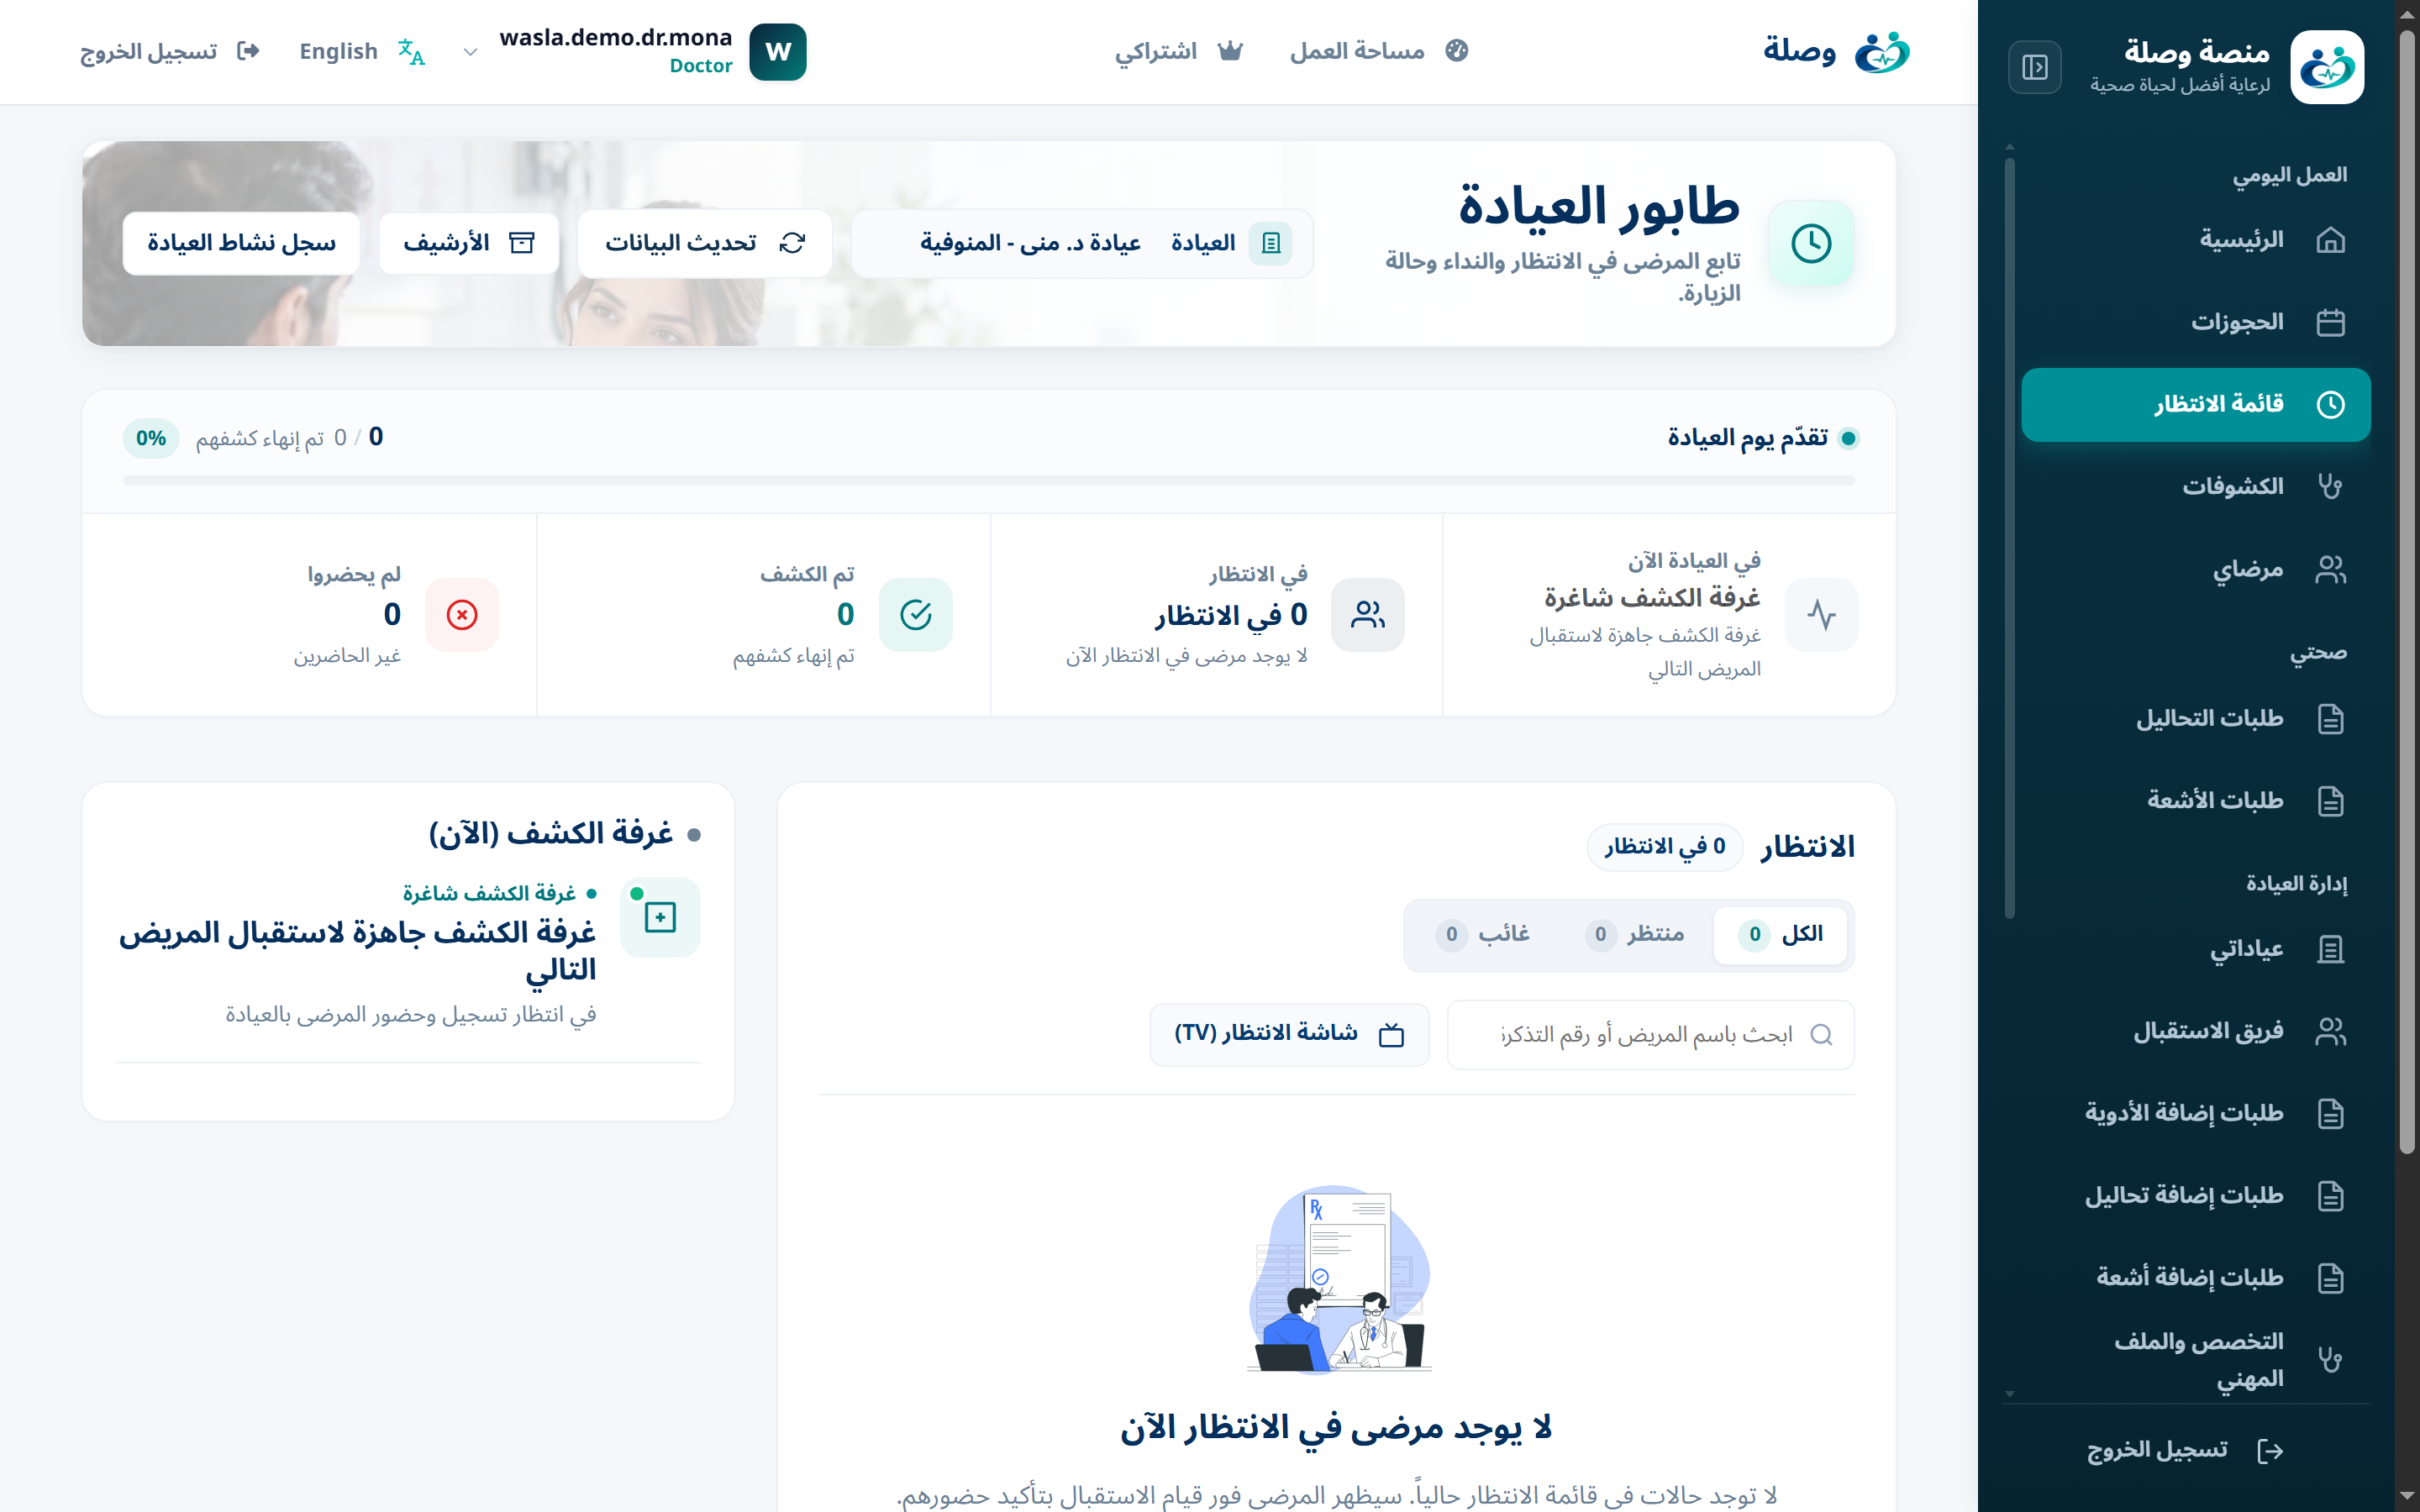 منصة وصلة
لرعاية أفضل لحياة صحية
العمل اليومي
الرئيسية
الحجوزات
قائمة الانتظار
الكشوفات
مرضاي
صحتي
طلبات التحاليل
طلبات الأشعة
إدارة العيادة
عياداتي
فريق الاستقبال
طلبات إضافة الأدوية
طلبات إضافة تحاليل
طلبات إضافة أشعة
التخصص والملف
المهني
تسجيل الخروج
وصلة
مساحة العمل
اشتراكي
W
wasla.demo.dr.mona
Doctor
English
تسجيل الخروج
طابور العيادة
تابع المرضى في الانتظار والنداء وحالة
الزيارة.
العيادة
عيادة د. منى - المنوفية
تحديث البيانات
الأرشيف
سجل نشاط العيادة
تقدّم يوم العيادة
0 / 0 تم إنهاء كشفهم
0%
في العيادة الآن
غرفة الكشف شاغرة
غرفة الكشف جاهزة لاستقبال
المريض التالي
في الانتظار
0 في الانتظار
لا يوجد مرضى في الانتظار الآن
تم الكشف
0
تم إنهاء كشفهم
لم يحضروا
0
غير الحاضرين
الانتظار
0 في الانتظار
الكل 0
منتظر 0
غائب 0
ابحث باسم المريض أو رقم التذكرة
شاشة الانتظار (TV)
RX
لا يوجد مرضى في الانتظار الآن
لا توجد حالات في قائمة الانتظار حالياً. سيظهر المرضى فور قيام الاستقبال بتأكيد حضورهم.
غرفة الكشف (الآن)
غرفة الكشف شاغرة
غرفة الكشف جاهزة لاستقبال المريض
التالي
في انتظار تسجيل وحضور المرضى بالعيادة